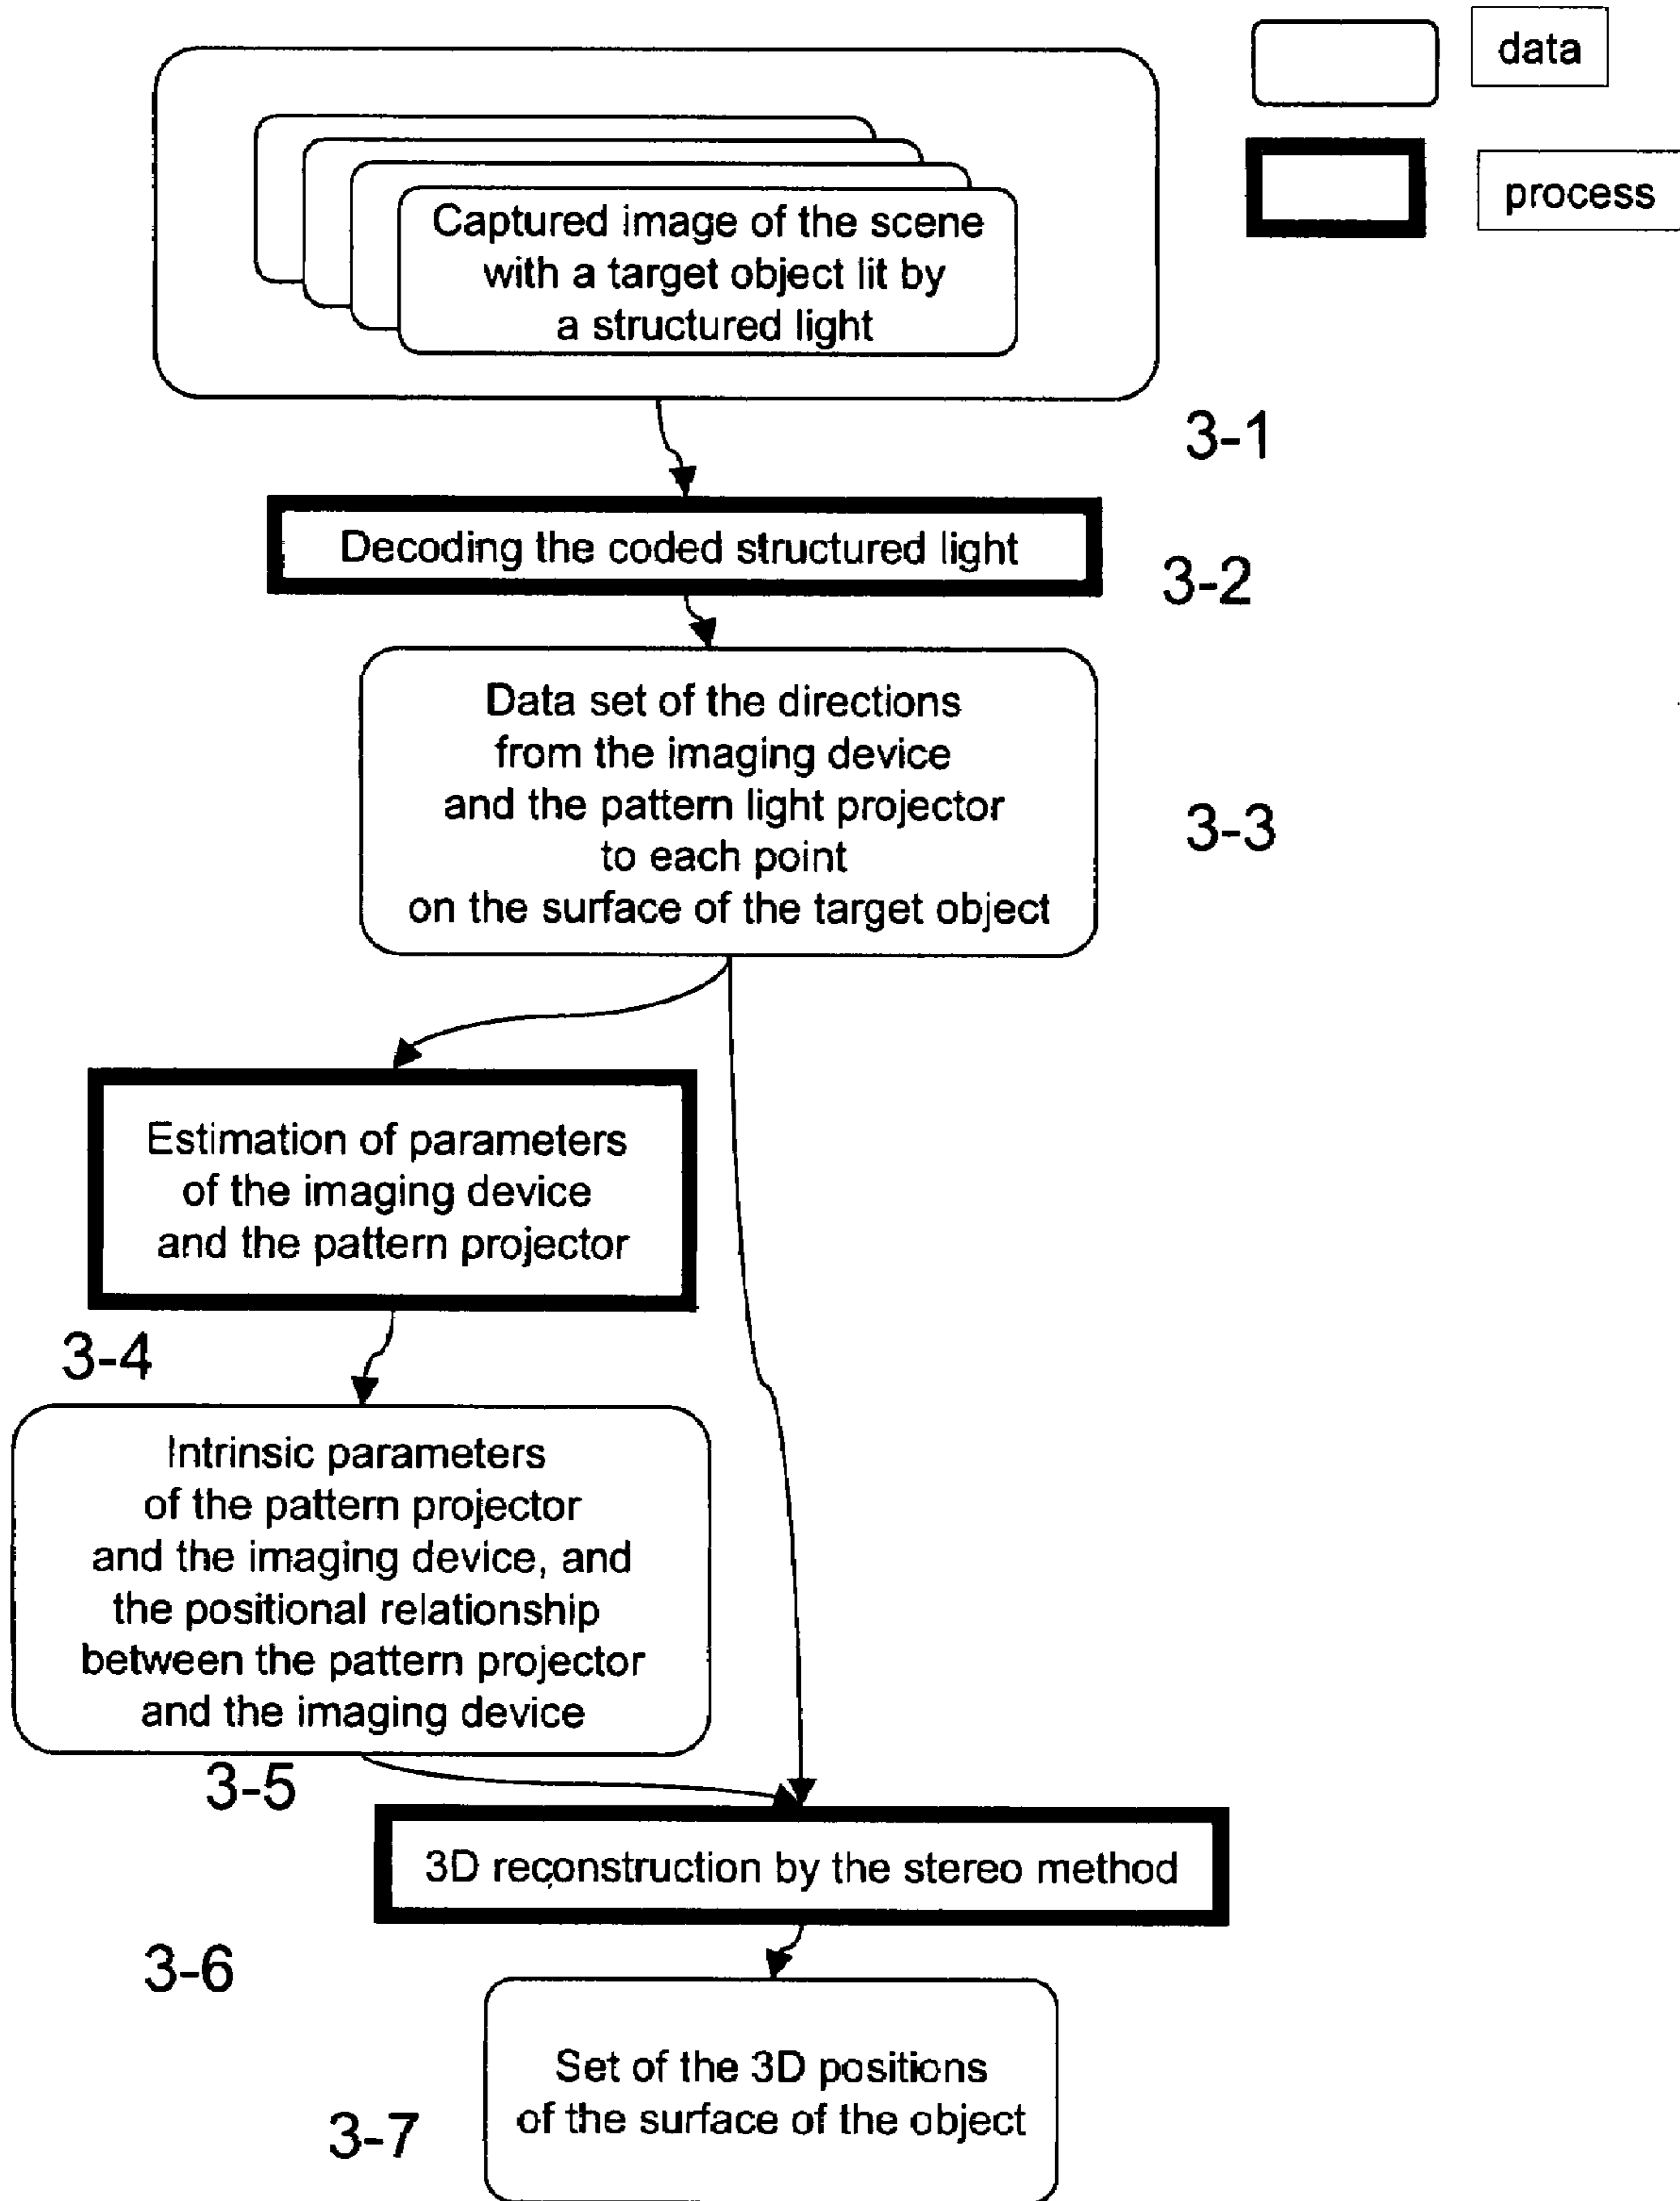 data
process
Captured image of the scene
with a target object lit by
a structured light
3-1
Decoding the coded structured light
3-2
Data set of the directions
from the imaging device
and the pattern light projector
to each point
on the surface of the target object
3-3
Estimation of parameters
of the imaging device
and the pattern projector
3-4
Intrinsic parameters
of the pattern projector
and the imaging device, and
the positional relationship
between the pattern projector
and the imaging device
3-5
3D reconstruction by the stereo method
3-6
Set of the 3D positions
of the surface of the object
3-7